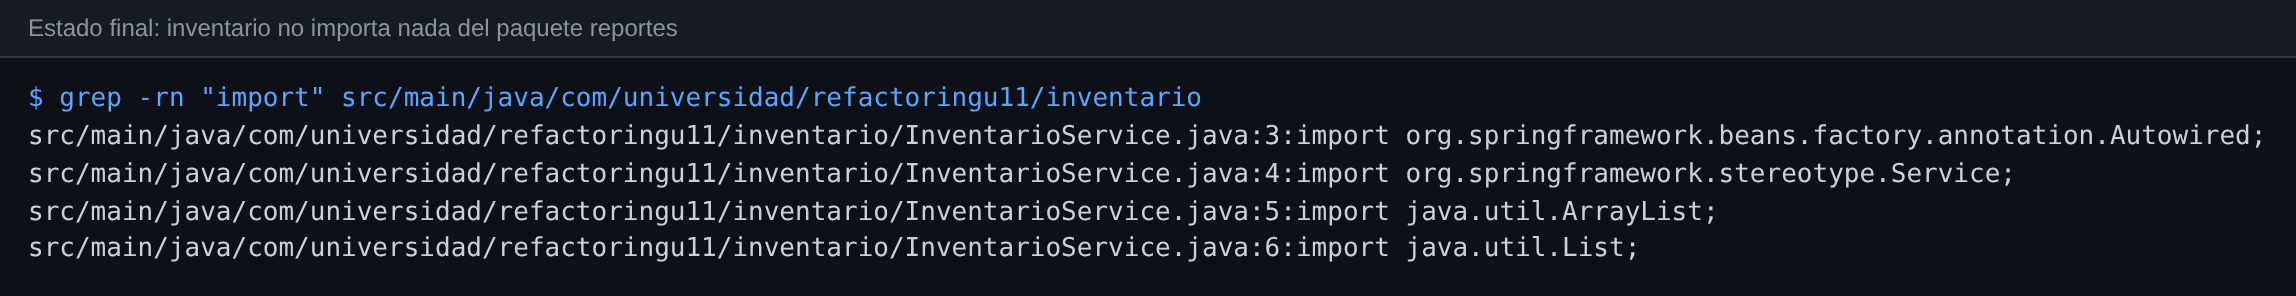 Estado final: inventario no importa nada del paquete reportes
$ grep -rn "import" src/main/java/com/universidad/refactoringu11/inventario
src/main/java/com/universidad/refactoringu11/inventario/InventarioService.java:3:import org.springframework.beans.factory.annotation.Autowired;
src/main/java/com/universidad/refactoringu11/inventario/InventarioService.java:4:import org.springframework.stereotype.Service;
src/main/java/com/universidad/refactoringu11/inventario/InventarioService.java:5:import java.util.ArrayList;
src/main/java/com/universidad/refactoringu11/inventario/InventarioService.java:6:import java.util.List;